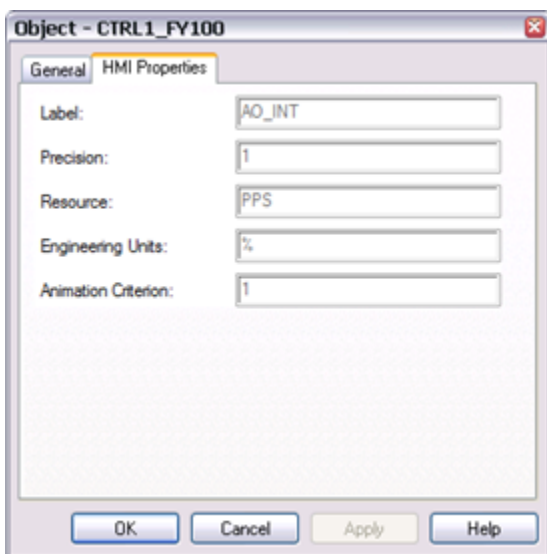 Object - CTRL1_FY100
General HMI Properties
Label: AO_INT
Precision: 1
Resource: PPS
Engineering Units: %
Animation Criterion: 1
OK Cancel Apply Help